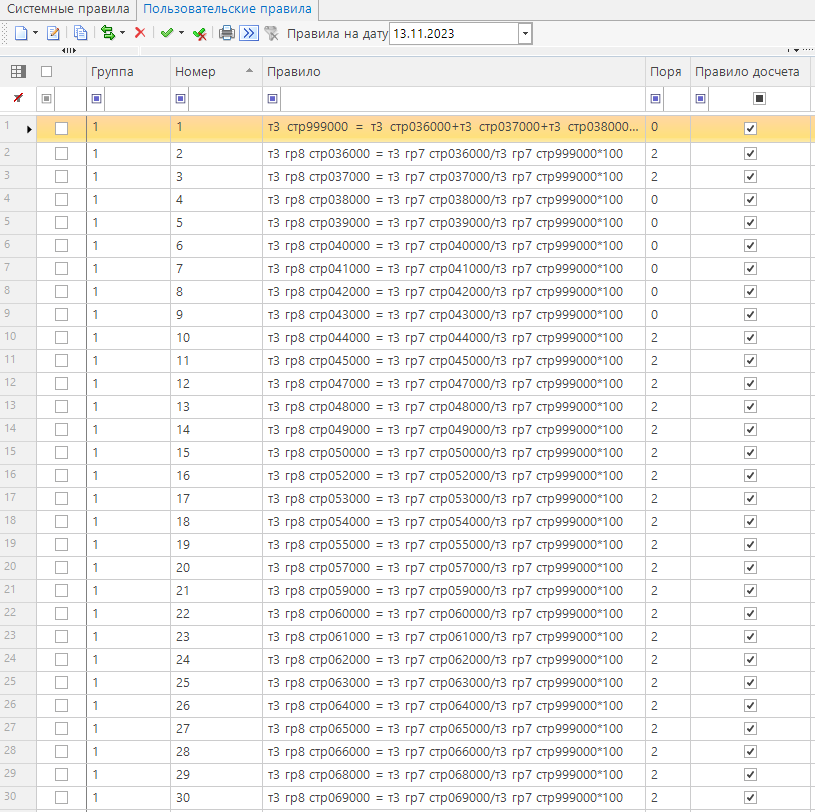 Системные правила Пользовательские правила
Правила на дату 13.11.2023
Группа Номер Правило Поря Правило досчета
1 1 1 т3 стр999000 = т3 стр036000+т3 стр037000+т3 стр038000... 0
2 1 2 т3 гр8 стр036000 = т3 гр7 стр036000/т3 гр7 стр999000*100 2
3 1 3 т3 гр8 стр037000 = т3 гр7 стр037000/т3 гр7 стр999000*100 2
4 1 4 т3 гр8 стр038000 = т3 гр7 стр038000/т3 гр7 стр999000*100 0
5 1 5 т3 гр8 стр039000 = т3 гр7 стр039000/т3 гр7 стр999000*100 0
6 1 6 т3 гр8 стр040000 = т3 гр7 стр040000/т3 гр7 стр999000*100 0
7 1 7 т3 гр8 стр041000 = т3 гр7 стр041000/т3 гр7 стр999000*100 0
8 1 8 т3 гр8 стр042000 = т3 гр7 стр042000/т3 гр7 стр999000*100 0
9 1 9 т3 гр8 стр043000 = т3 гр7 стр043000/т3 гр7 стр999000*100 0
10 1 10 т3 гр8 стр044000 = т3 гр7 стр044000/т3 гр7 стр999000*100 2
11 1 11 т3 гр8 стр045000 = т3 гр7 стр045000/т3 гр7 стр999000*100 2
12 1 12 т3 гр8 стр047000 = т3 гр7 стр047000/т3 гр7 стр999000*100 2
13 1 13 т3 гр8 стр048000 = т3 гр7 стр048000/т3 гр7 стр999000*100 2
14 1 14 т3 гр8 стр049000 = т3 гр7 стр049000/т3 гр7 стр999000*100 2
15 1 15 т3 гр8 стр050000 = т3 гр7 стр050000/т3 гр7 стр999000*100 2
16 1 16 т3 гр8 стр052000 = т3 гр7 стр052000/т3 гр7 стр999000*100 2
17 1 17 т3 гр8 стр053000 = т3 гр7 стр053000/т3 гр7 стр999000*100 2
18 1 18 т3 гр8 стр054000 = т3 гр7 стр054000/т3 гр7 стр999000*100 2
19 1 19 т3 гр8 стр055000 = т3 гр7 стр055000/т3 гр7 стр999000*100 2
20 1 20 т3 гр8 стр057000 = т3 гр7 стр057000/т3 гр7 стр999000*100 2
21 1 21 т3 гр8 стр059000 = т3 гр7 стр059000/т3 гр7 стр999000*100 2
22 1 22 т3 гр8 стр060000 = т3 гр7 стр060000/т3 гр7 стр999000*100 2
23 1 23 т3 гр8 стр061000 = т3 гр7 стр061000/т3 гр7 стр999000*100 2
24 1 24 т3 гр8 стр062000 = т3 гр7 стр062000/т3 гр7 стр999000*100 2
25 1 25 т3 гр8 стр063000 = т3 гр7 стр063000/т3 гр7 стр999000*100 2
26 1 26 т3 гр8 стр064000 = т3 гр7 стр064000/т3 гр7 стр999000*100 2
27 1 27 т3 гр8 стр065000 = т3 гр7 стр065000/т3 гр7 стр999000*100 2
28 1 28 т3 гр8 стр066000 = т3 гр7 стр066000/т3 гр7 стр999000*100 2
29 1 29 т3 гр8 стр068000 = т3 гр7 стр068000/т3 гр7 стр999000*100 2
30 1 30 т3 гр8 стр069000 = т3 гр7 стр069000/т3 гр7 стр999000*100 2